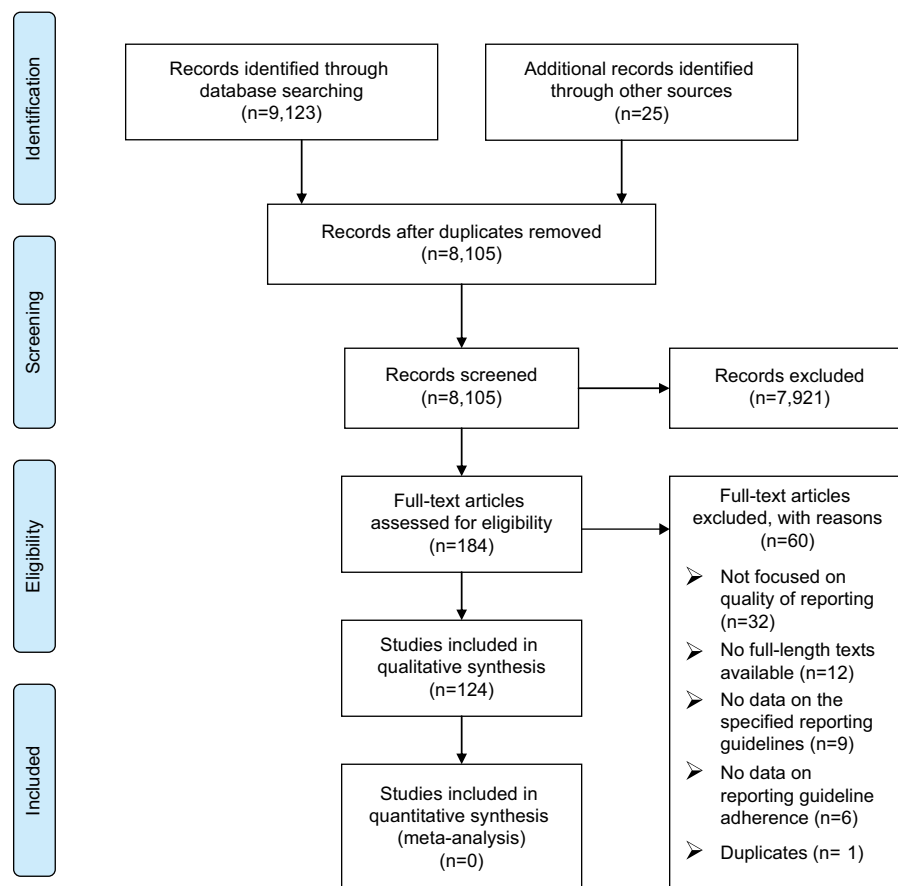 Identification
Records identified through
database searching
(n=9,123)
Additional records identified
through other sources
(n=25)
Records after duplicates removed
(n=8,105)
Screening
Records screened
(n=8,105)
Records excluded
(n=7,921)
Eligibility
Full-text articles
assessed for eligibility
(n=184)
Full-text articles
excluded, with reasons
(n=60)
Not focused on
quality of reporting
(n=32)
No full-length texts
available (n=12)
No data on the
specified reporting
guidelines (n=9)
No data on
reporting guideline
adherence (n=6)
Duplicates (n= 1)
Studies included in
qualitative synthesis
(n=124)
Included
Studies included in
quantitative synthesis
(meta-analysis)
(n=0)